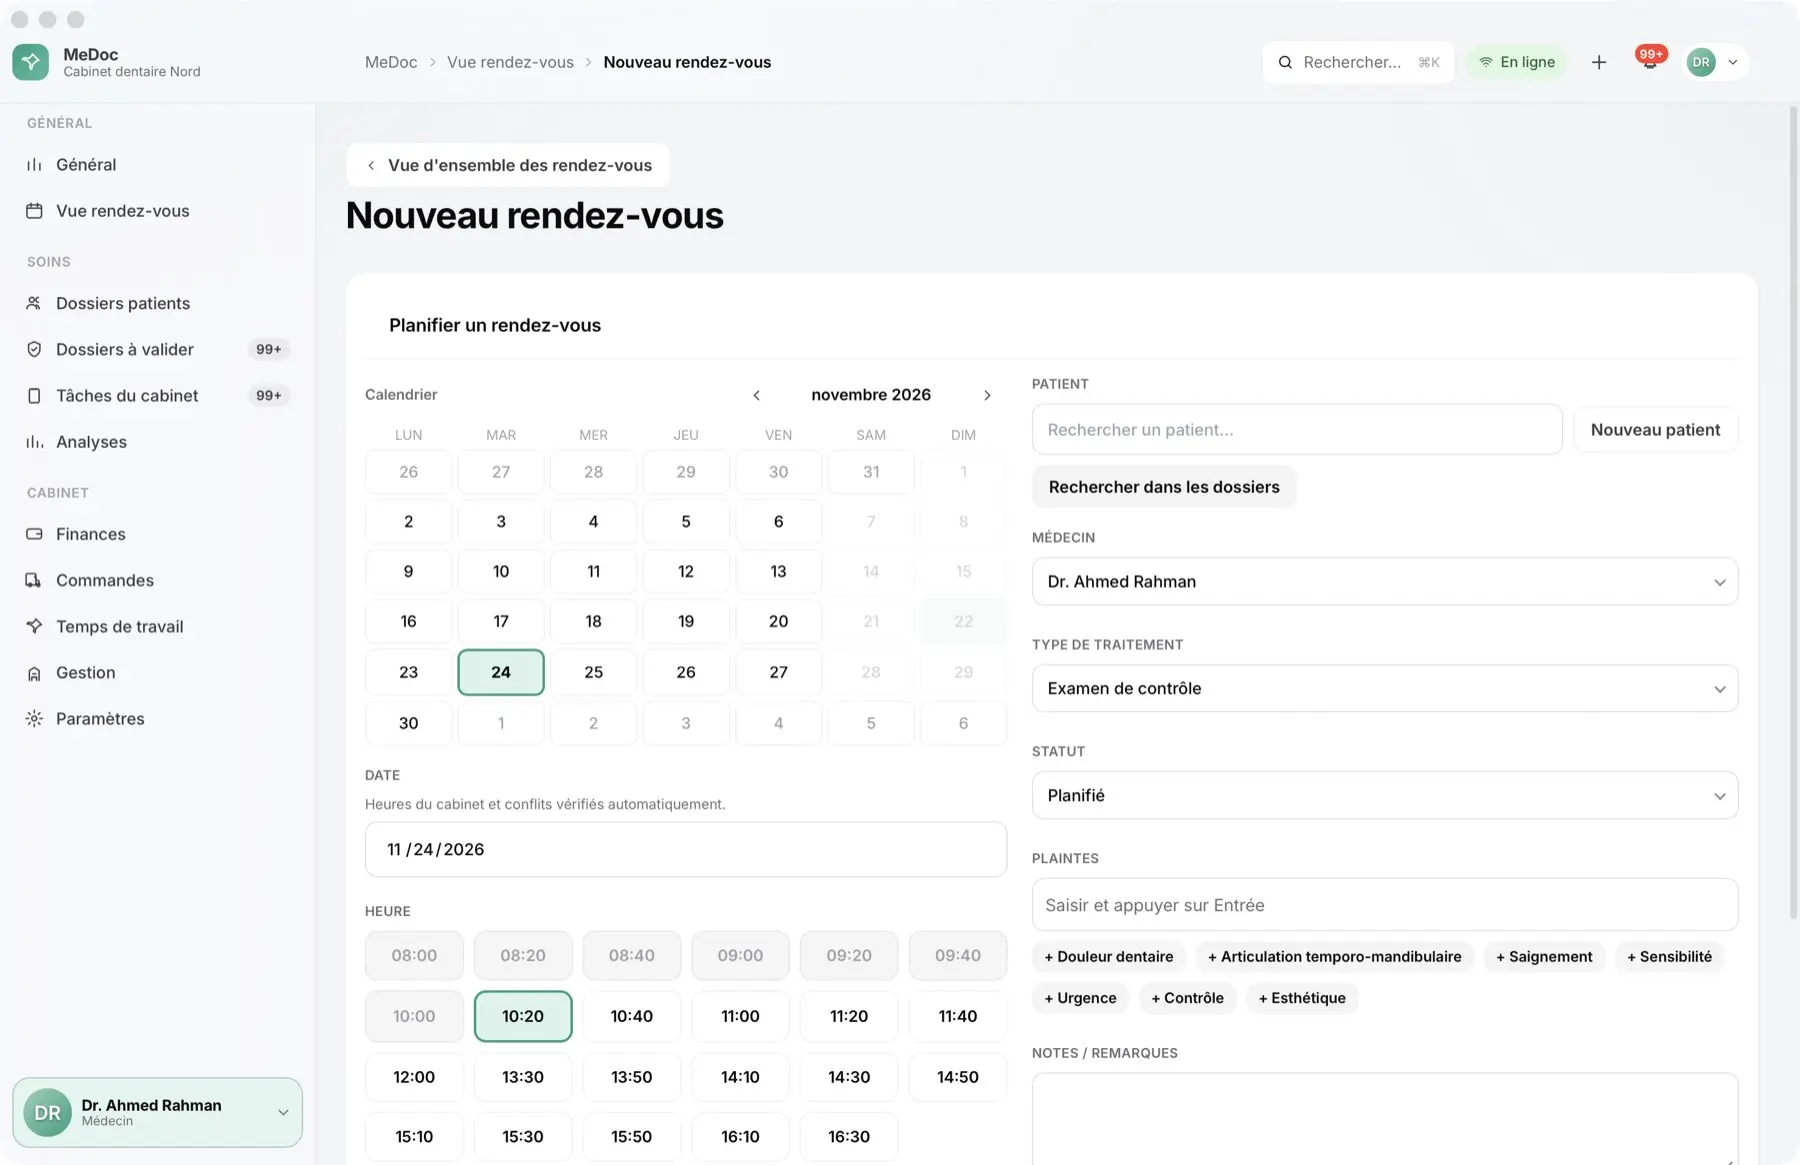 MeDoc
Cabinet dentaire Nord
MeDoc > Vue rendez-vous > Nouveau rendez-vous
Rechercher... ⌘K
En ligne
99+
DR
GÉNÉRAL
Général
Vue rendez-vous
SOINS
Dossiers patients
Dossiers à valider 99+
Tâches du cabinet 99+
Analyses
CABINET
Finances
Commandes
Temps de travail
Gestion
Paramètres
DR
Dr. Ahmed Rahman
Médecin
Vue d'ensemble des rendez-vous
Nouveau rendez-vous
Planifier un rendez-vous
Calendrier
novembre 2026
LUN MAR MER JEU VEN SAM DIM
26 27 28 29 30 31 1
2 3 4 5 6 7 8
9 10 11 12 13 14 15
16 17 18 19 20 21 22
23 24 25 26 27 28 29
30 1 2 3 4 5 6
DATE
Heures du cabinet et conflits vérifiés automatiquement.
11/24/2026
HEURE
08:00 08:20 08:40 09:00 09:20 09:40
10:00 10:20 10:40 11:00 11:20 11:40
12:00 13:30 13:50 14:10 14:30 14:50
15:10 15:30 15:50 16:10 16:30
PATIENT
Rechercher un patient...
Nouveau patient
Rechercher dans les dossiers
MÉDECIN
Dr. Ahmed Rahman
TYPE DE TRAITEMENT
Examen de contrôle
STATUT
Planifié
PLAINTES
Saisir et appuyer sur Entrée
+ Douleur dentaire + Articulation temporo-mandibulaire + Saignement + Sensibilité
+ Urgence + Contrôle + Esthétique
NOTES / REMARQUES